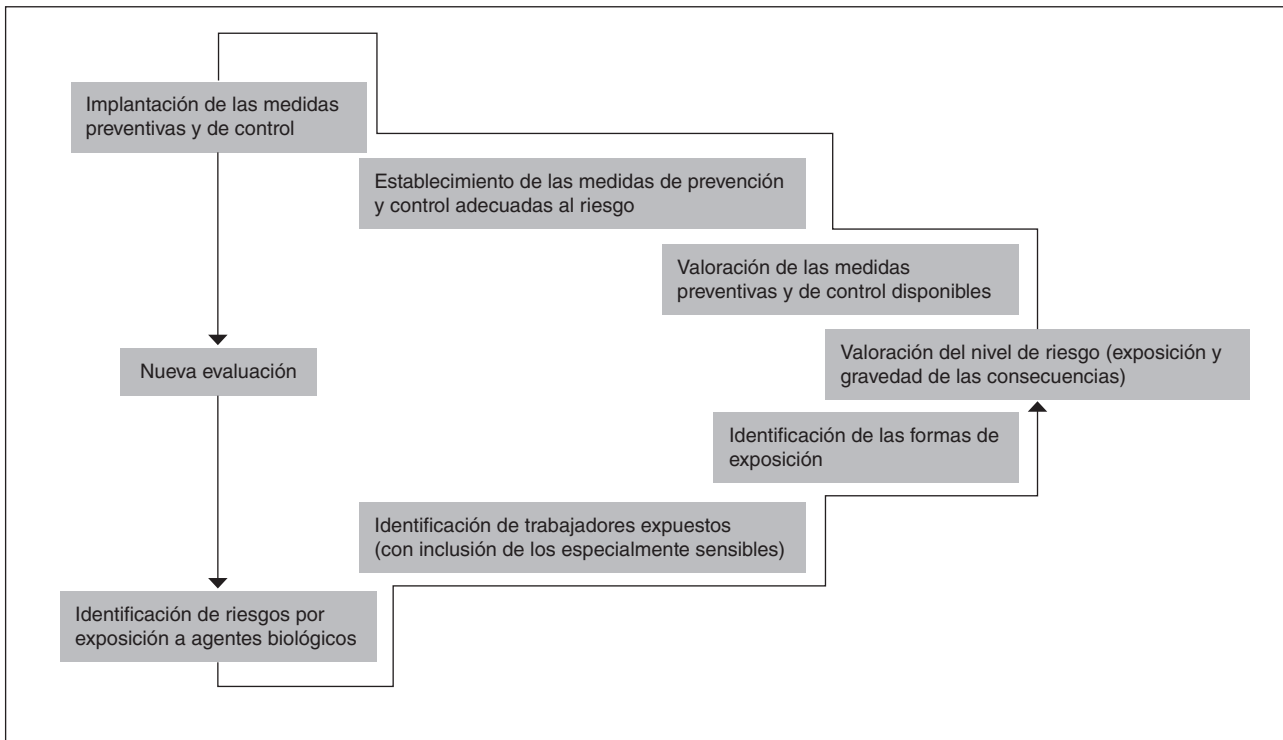 Implantación de las medidas
preventivas y de control
Establecimiento de las medidas de prevención
y control adecuadas al riesgo
Valoración de las medidas
preventivas y de control disponibles
Valoración del nivel de riesgo (exposición y
gravedad de las consecuencias)
Nueva evaluación
Identificación de las formas de
exposición
Identificación de trabajadores expuestos
(con inclusión de los especialmente sensibles)
Identificación de riesgos por
exposición a agentes biológicos